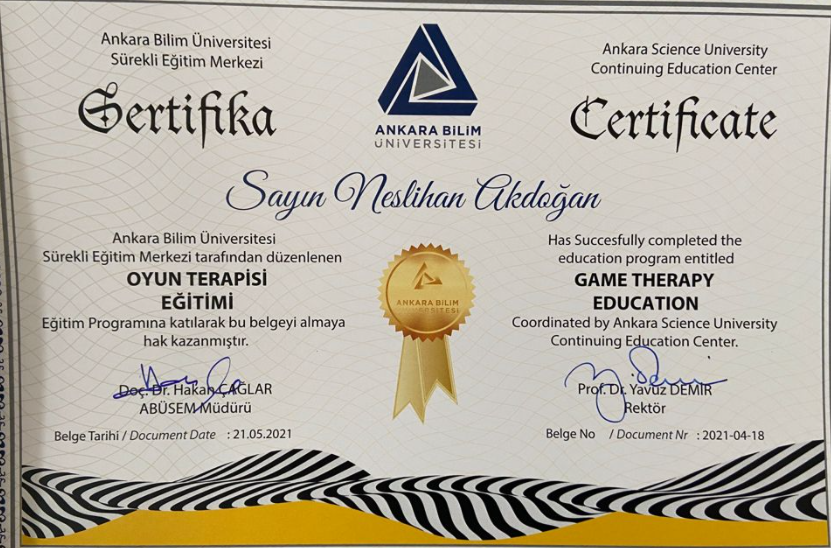 Ankara Bilim Üniversitesi
Sürekli Eğitim Merkezi
Sertifika
ANKARA BİLİM
ÜNİVERSİTESİ
Ankara Science University
Continuing Education Center
Certificate
Sayın Neslihan Akdoğan
Ankara Bilim Üniversitesi
Sürekli Eğitim Merkezi tarafından düzenlenen
OYUN TERAPİSİ
EĞİTİMİ
Eğitim Programına katılarak bu belgeyi almaya
hak kazanmıştır.
Doç. Dr. Hakan ÇAĞLAR
ABÜSEM Müdürü
Belge Tarihi / Document Date : 21.05.2021
ANKARA BİLİM
ÜNİVERSİTESİ
Has Succesfully completed the
education program entitled
GAME THERAPY
EDUCATION
Coordinated by Ankara Science University
Continuing Education Center.
Prof. Dr. Yavuz DEMİR
Rektör
Belge No / Document Nr : 2021-04-18